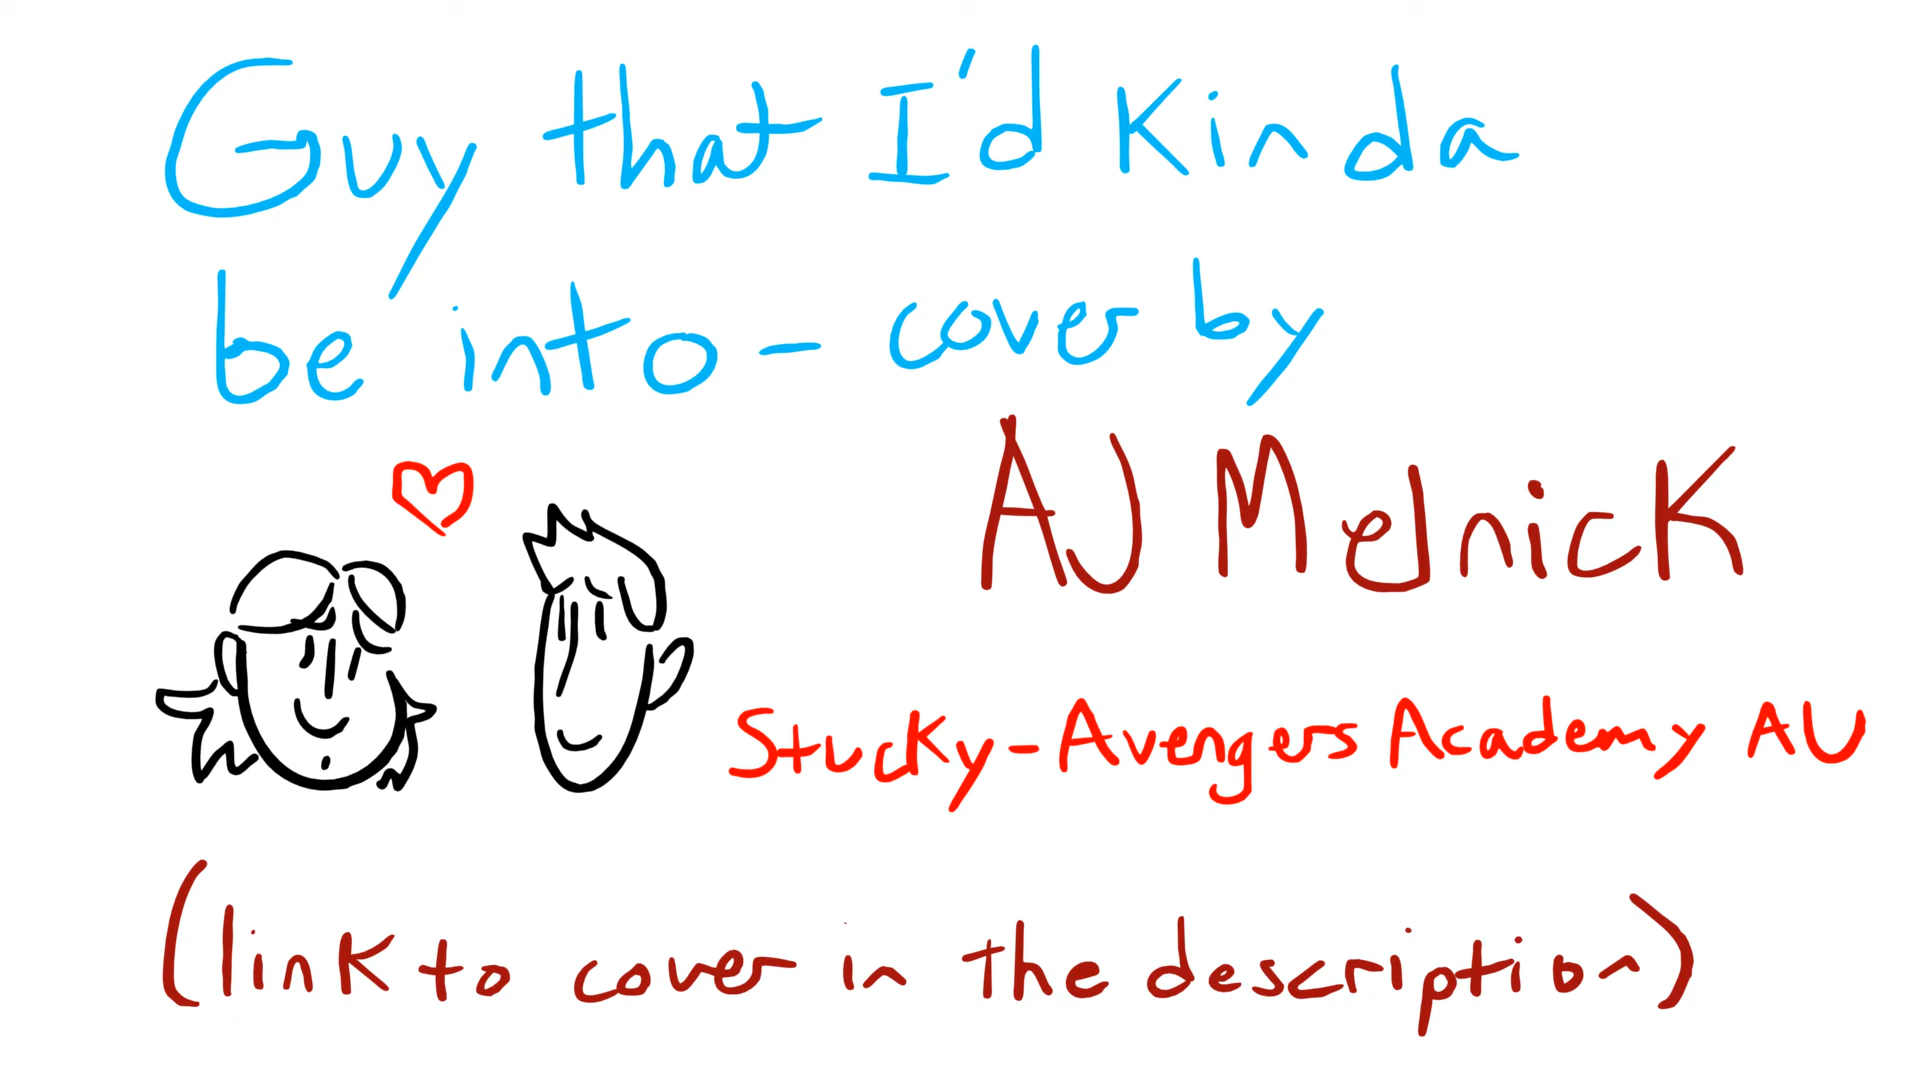 Guy that I'd Kinda
be into - cover by
AJ Melnick
Stucky - Avengers Academy AU
(link to cover in the description)